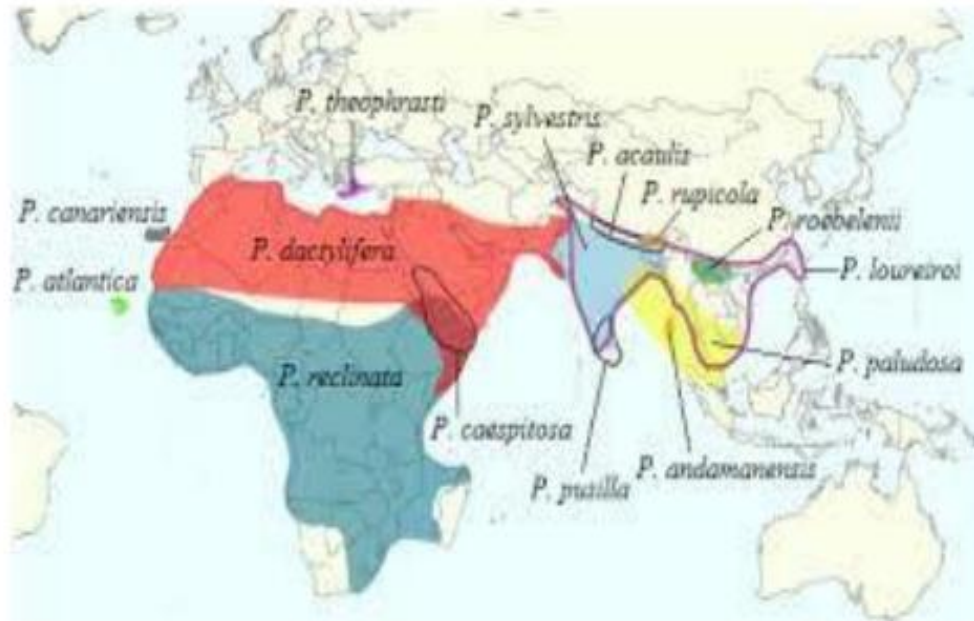 P. theophrasti
P. sylvestris
P. acaulis
P. rupicola
P. canariensis
P. roebelenii
P. dactylifera
P. loureiroi
P. atlantica
P. paludosa
P. reclinata
P. caespitosa
P. andamanensis
P. pusilla